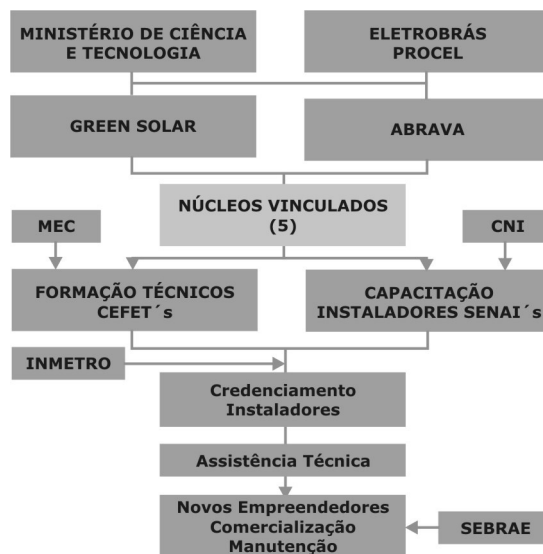 MINISTÉRIO DE CIÊNCIA
E TECNOLOGIA
ELETROBRÁS
PROCEL
GREEN SOLAR
ABRAVA
NÚCLEOS VINCULADOS
(5)
MEC
CNI
FORMAÇÃO TÉCNICOS
CEFET´s
CAPACITAÇÃO
INSTALADORES SENAI´s
INMETRO
Credenciamento
Instaladores
Assistência Técnica
Novos Empreendedores
Comercialização
Manutenção
SEBRAE